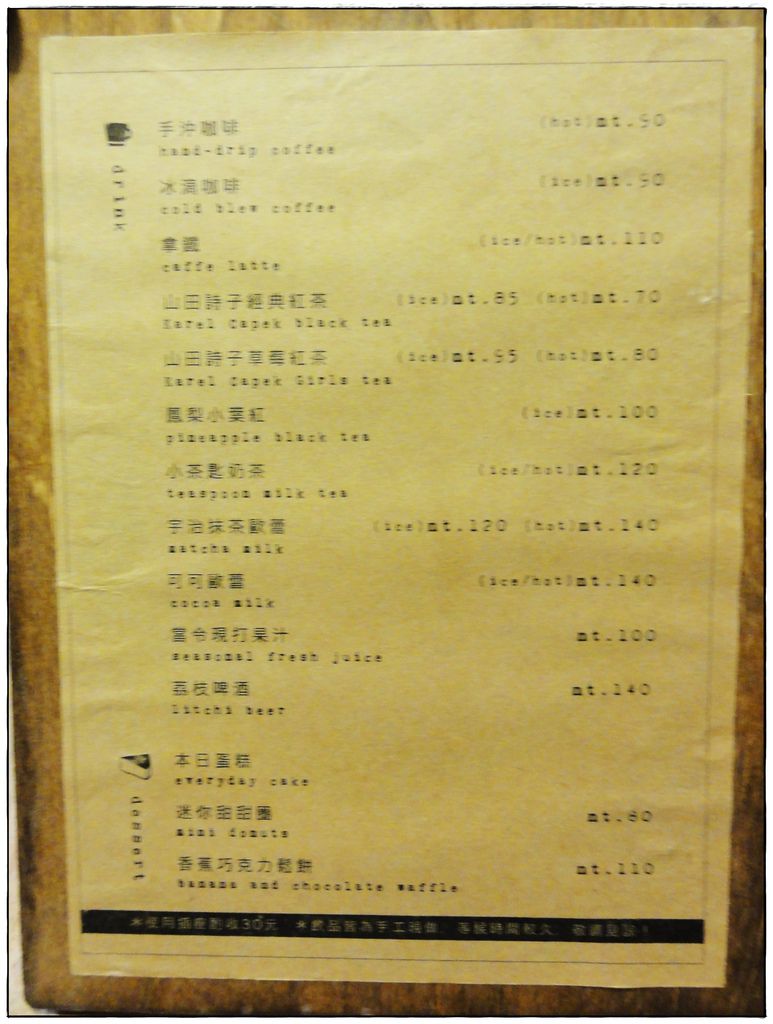 drink
手沖咖啡 (hot)nt.90
hand-drip coffee
冰滴咖啡 (ice)nt.90
cold blew coffee
拿鐵 (ice/hot)nt.110
caffe latte
山田詩子經典紅茶 (ice)nt.85 (hot)nt.70
Karel Capek black tea
山田詩子草莓紅茶 (ice)nt.95 (hot)nt.80
Karel Capek Girls tea
鳳梨小葉紅 (ice)nt.100
pineapple black tea
小茶匙奶茶 (ice/hot)nt.120
teaspoon milk tea
宇治抹茶歐蕾 (ice)nt.120 (hot)nt.140
matcha milk
可可歐蕾 (ice/hot)nt.140
cocoa milk
當令現打果汁 nt.100
seasonal fresh juice
荔枝啤酒 nt.140
litchi beer
dessert
本日蛋糕
everyday cake
迷你甜甜圈 nt.80
mini donuts
香蕉巧克力鬆餅 nt.110
banana and chocolate waffle
*使用插座酌收30元 *飲品皆為手工現做, 等候時間較久, 敬請見諒!